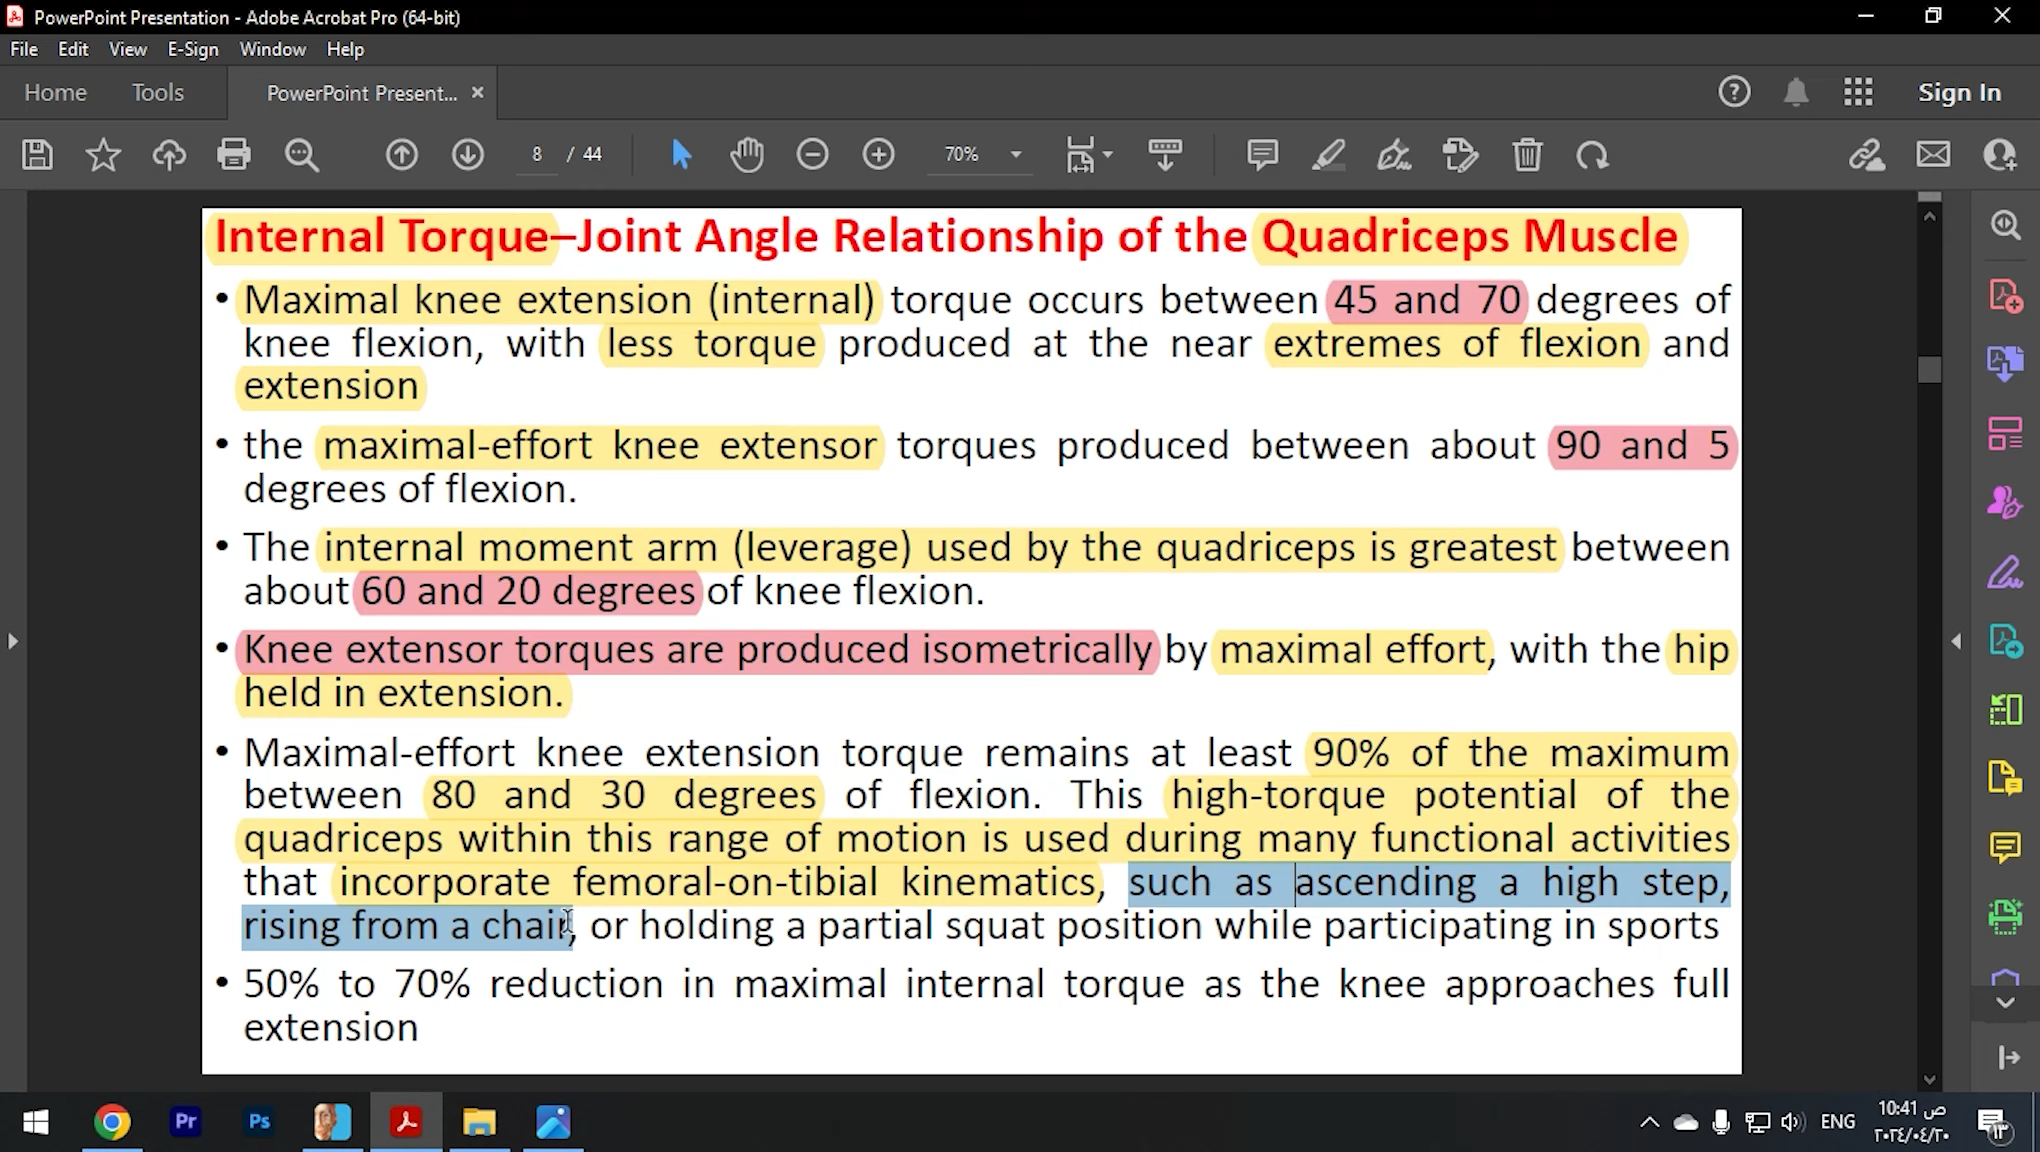 PowerPoint Presentation - Adobe Acrobat Pro (64-bit)
File Edit View E-Sign Window Help
Home Tools PowerPoint Present... Sign In
8 / 44 70%
Internal Torque–Joint Angle Relationship of the Quadriceps Muscle
• Maximal knee extension (internal) torque occurs between 45 and 70 degrees of
knee flexion, with less torque produced at the near extremes of flexion and
extension
• the maximal-effort knee extensor torques produced between about 90 and 5
degrees of flexion.
• The internal moment arm (leverage) used by the quadriceps is greatest between
about 60 and 20 degrees of knee flexion.
• Knee extensor torques are produced isometrically by maximal effort, with the hip
held in extension.
• Maximal-effort knee extension torque remains at least 90% of the maximum
between 80 and 30 degrees of flexion. This high-torque potential of the
quadriceps within this range of motion is used during many functional activities
that incorporate femoral-on-tibial kinematics, such as ascending a high step,
rising from a chair, or holding a partial squat position while participating in sports
• 50% to 70% reduction in maximal internal torque as the knee approaches full
extension
Pr Ps ENG 10:41 ص
٢٠٢٤/٠٤/٢٠
١٣